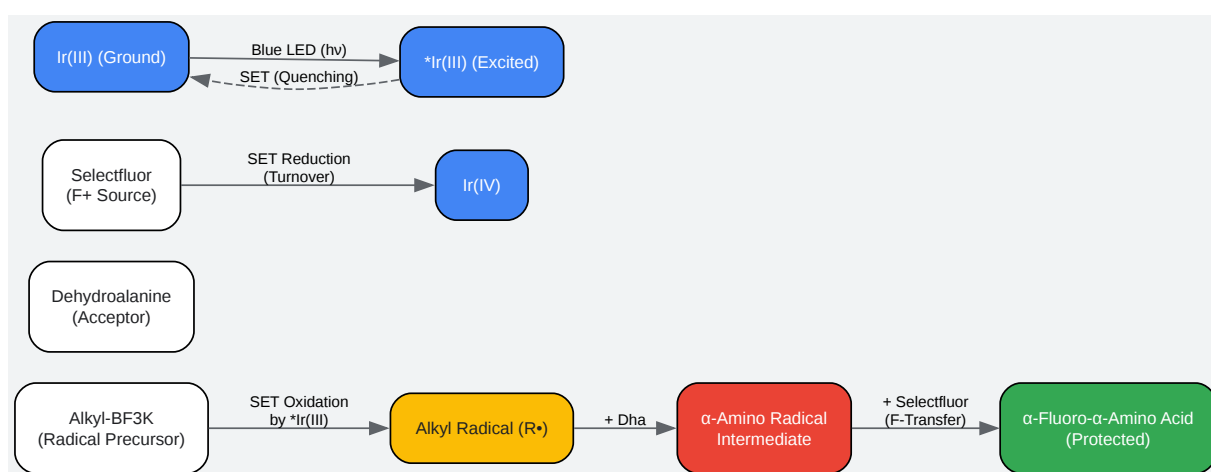 Ir(III) (Ground)
Blue LED (hν)
*Ir(III) (Excited)
SET (Quenching)
Selectfluor
(F+ Source)
SET Reduction
(Turnover)
Ir(IV)
Dehydroalanine
(Acceptor)
Alkyl-BF3K
(Radical Precursor)
SET Oxidation
by *Ir(III)
Alkyl Radical (R•)
+ Dha
α-Amino Radical
Intermediate
+ Selectfluor
(F-Transfer)
α-Fluoro-α-Amino Acid
(Protected)